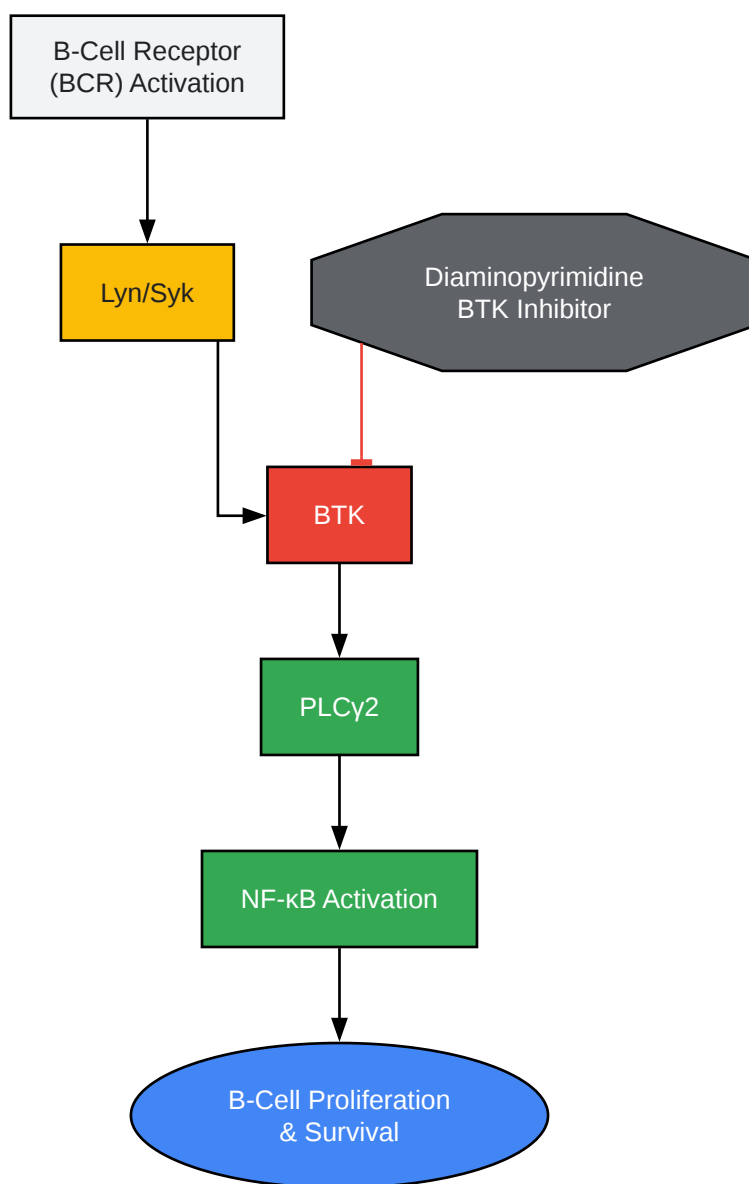 B-Cell Receptor
(BCR) Activation
Lyn/Syk
Diaminopyrimidine
BTK Inhibitor
BTK
PLCγ2
NF-κB Activation
B-Cell Proliferation
& Survival